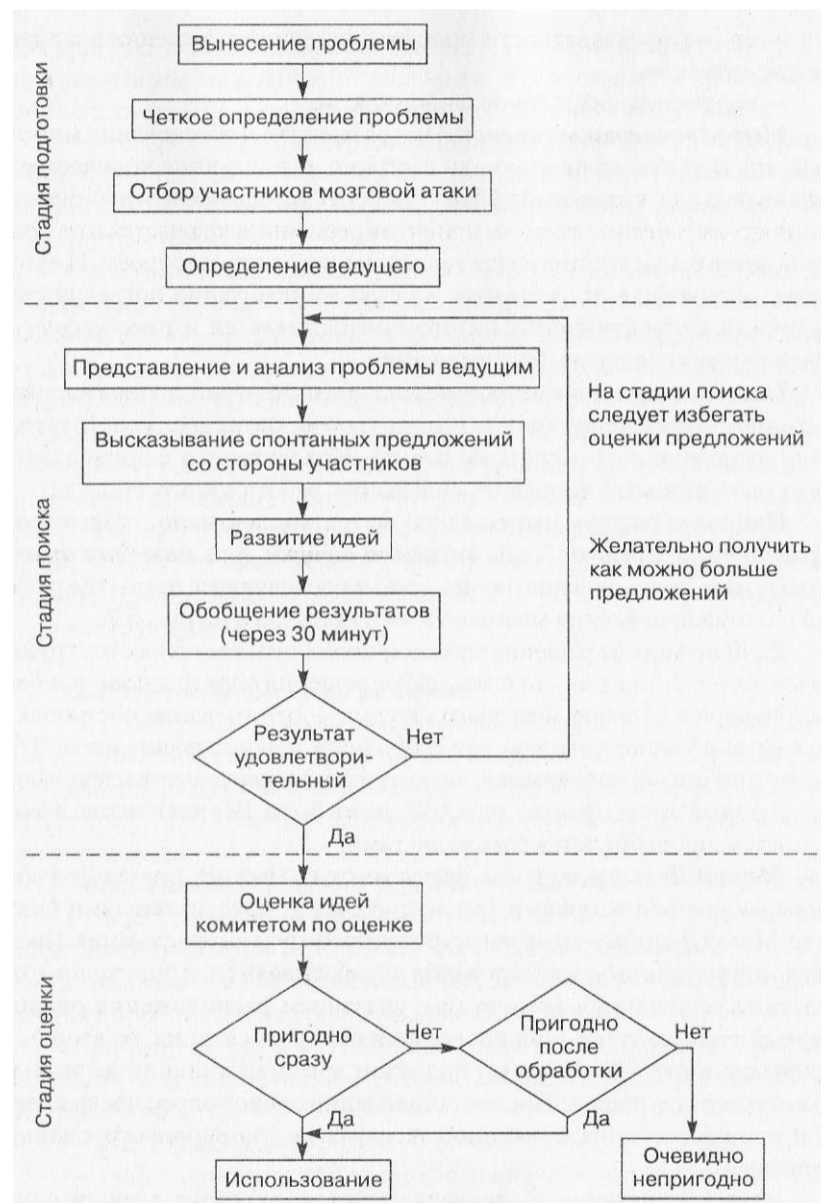 Стадия подготовки
Вынесение проблемы
Четкое определение проблемы
Отбор участников мозговой атаки
Определение ведущего
Стадия поиска
Представление и анализ проблемы ведущим
На стадии поиска
следует избегать
оценки предложений
Высказывание спонтанных предложений
со стороны участников
Развитие идей
Желательно получить
как можно больше
предложений
Обобщение результатов
(через 30 минут)
Результат
удовлетвори-
тельный
Нет
Да
Стадия оценки
Оценка идей
комитетом по оценке
Пригодно
сразу
Нет
Пригодно
после
обработки
Нет
Да
Да
Использование
Очевидно
непригодно